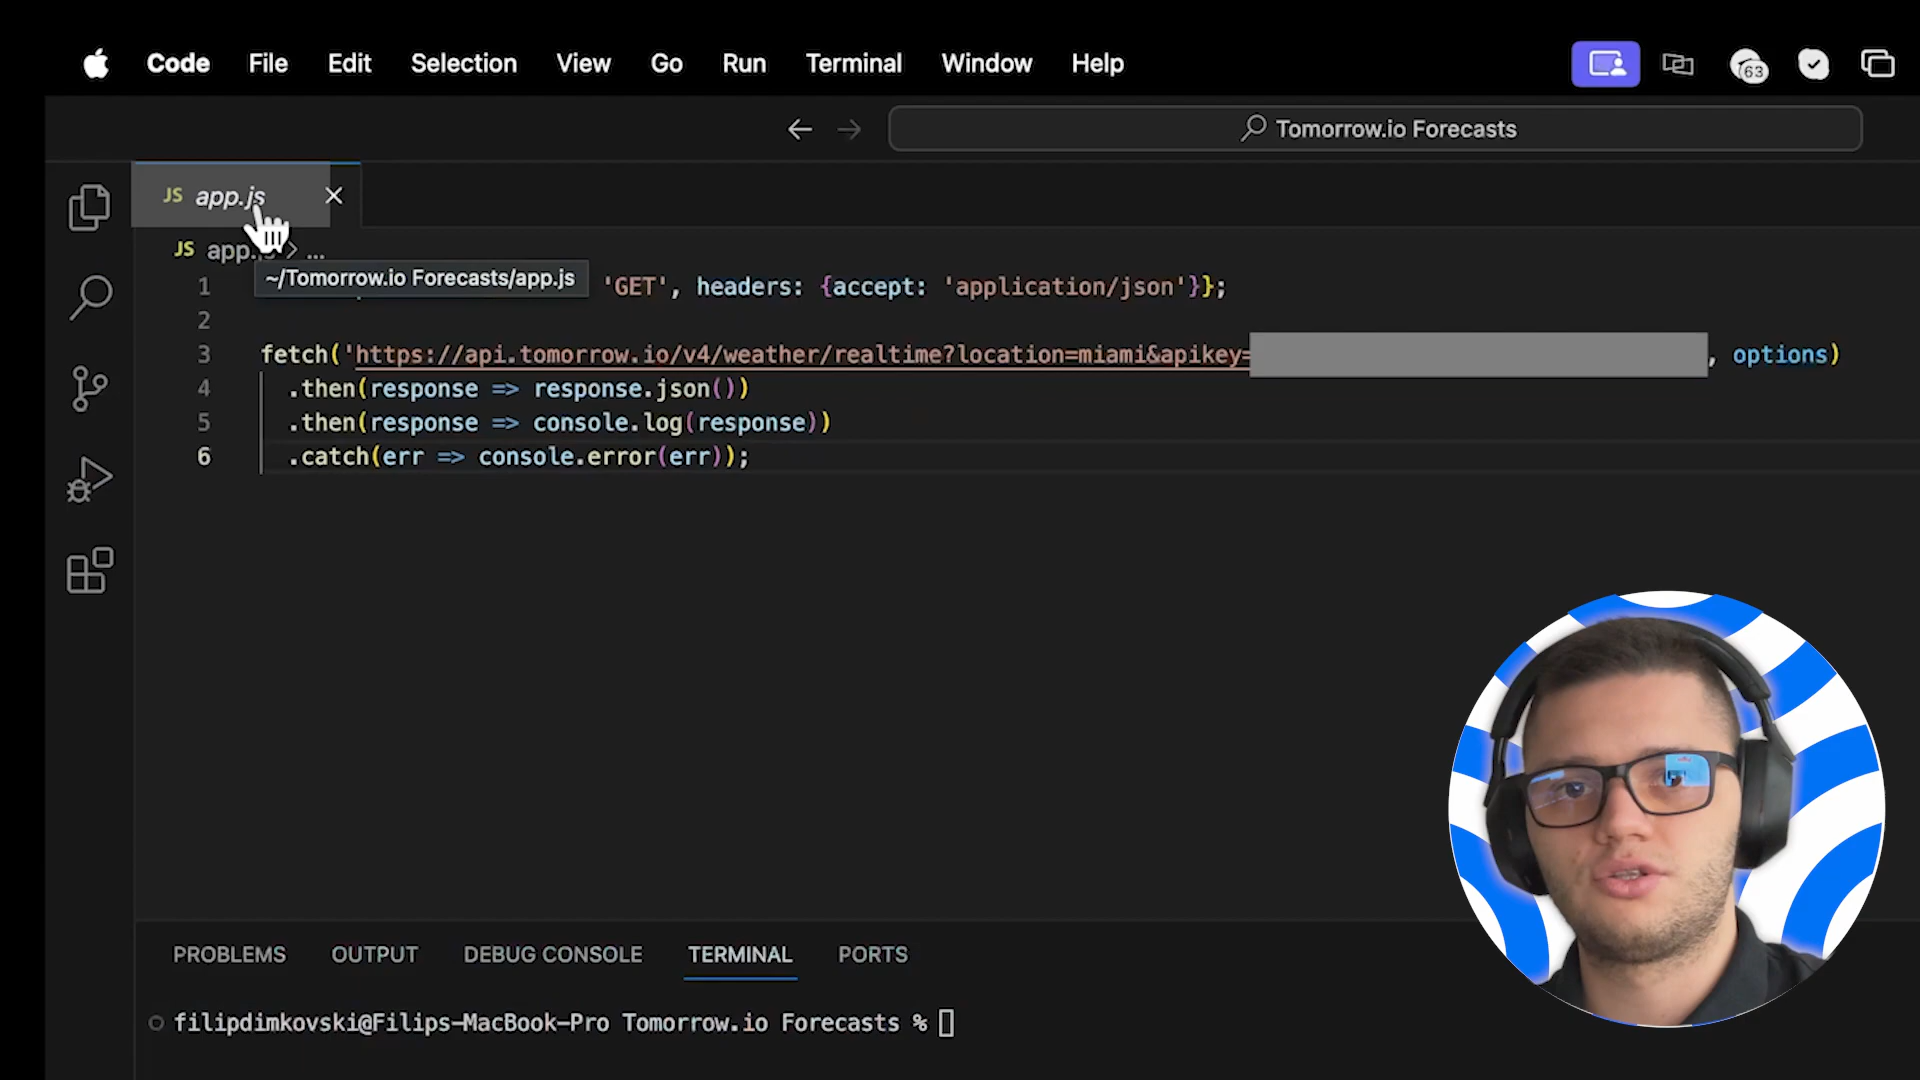 Code File Edit Selection View Go Run Terminal Window Help
63
Tomorrow.io Forecasts
JS app.js
JS app. > ...
~/Tomorrow.io Forecasts/app.js
1 'GET', headers: {accept: 'application/json'}};
2
3 fetch('https://api.tomorrow.io/v4/weather/realtime?location=miami&apikey= , options)
4 .then(response => response.json())
5 .then(response => console.log(response))
6 .catch(err => console.error(err));
PROBLEMS OUTPUT DEBUG CONSOLE TERMINAL PORTS
filipdimkovski@Filips-MacBook-Pro Tomorrow.io Forecasts %